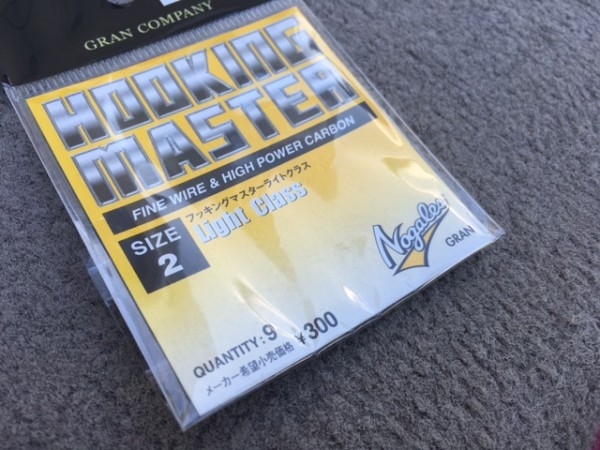 GRAN COMPANY
HOOKING
MASTER
FINE WIRE & HIGH POWER CARBON
フッキングマスターライトクラス
SIZE
2
Light Class
Nogales
GRAN
QUANTITY: 9
メーカー希望小売価格 ¥300